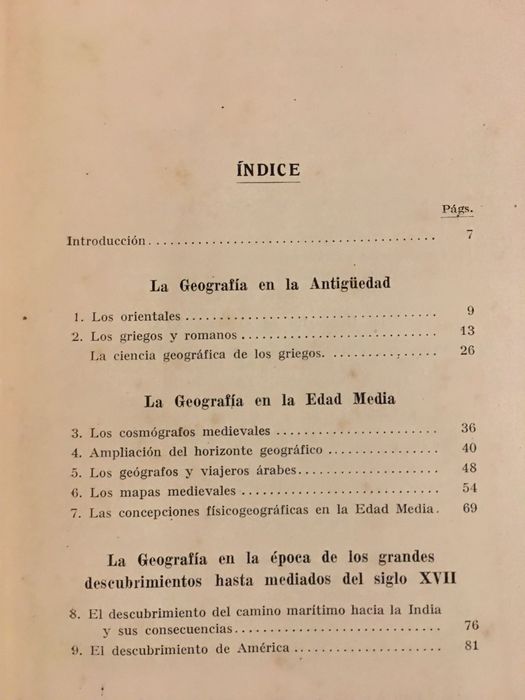 ÍNDICE
Págs.
Introducción........................................ 7
La Geografía en la Antigüedad
1. Los orientales.................................... 9
2. Los griegos y romanos............................ 13
La ciencia geográfica de los griegos. ............ 26
La Geografía en la Edad Media
3. Los cosmógrafos medievales....................... 36
4. Ampliación del horizonte geográfico.............. 40
5. Los geógrafos y viajeros árabes.................. 48
6. Los mapas medievales............................. 54
7. Las concepciones físicogeográficas en la Edad Media. 69
La Geografía en la época de los grandes
descubrimientos hasta mediados del siglo XVII
8. El descubrimiento del camino marítimo hacia la India
y sus consecuencias.............................. 76
9. El descubrimiento de América..................... 81